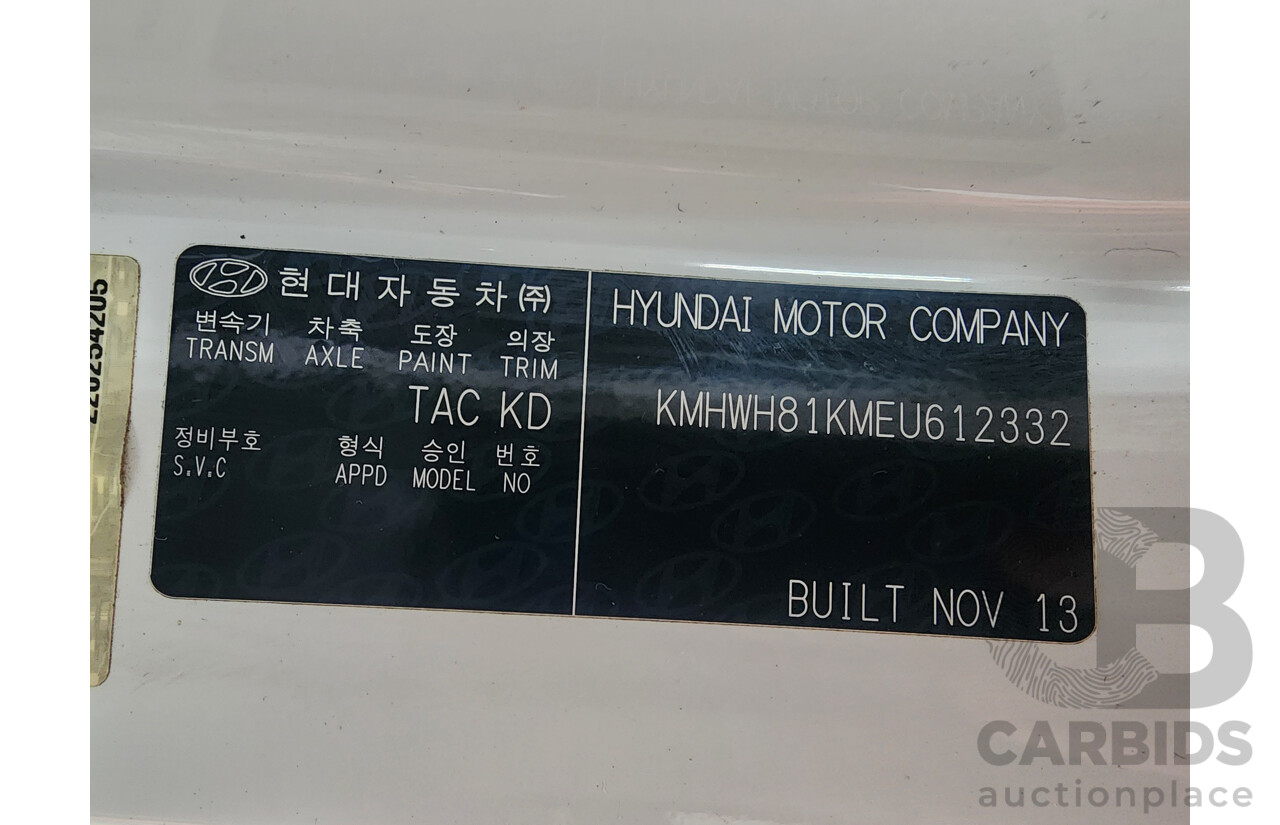 현대자동차(주)
변속기 차축 도장 의장
TRANSM AXLE PAINT TRIM
TAC KD
정비부호 형식 승인 번호
S.V.C APPD MODEL NO
HYUNDAI MOTOR COMPANY
KMHWH81KMEU612332
BUILT NOV 13
CARBIDS
auctionplace